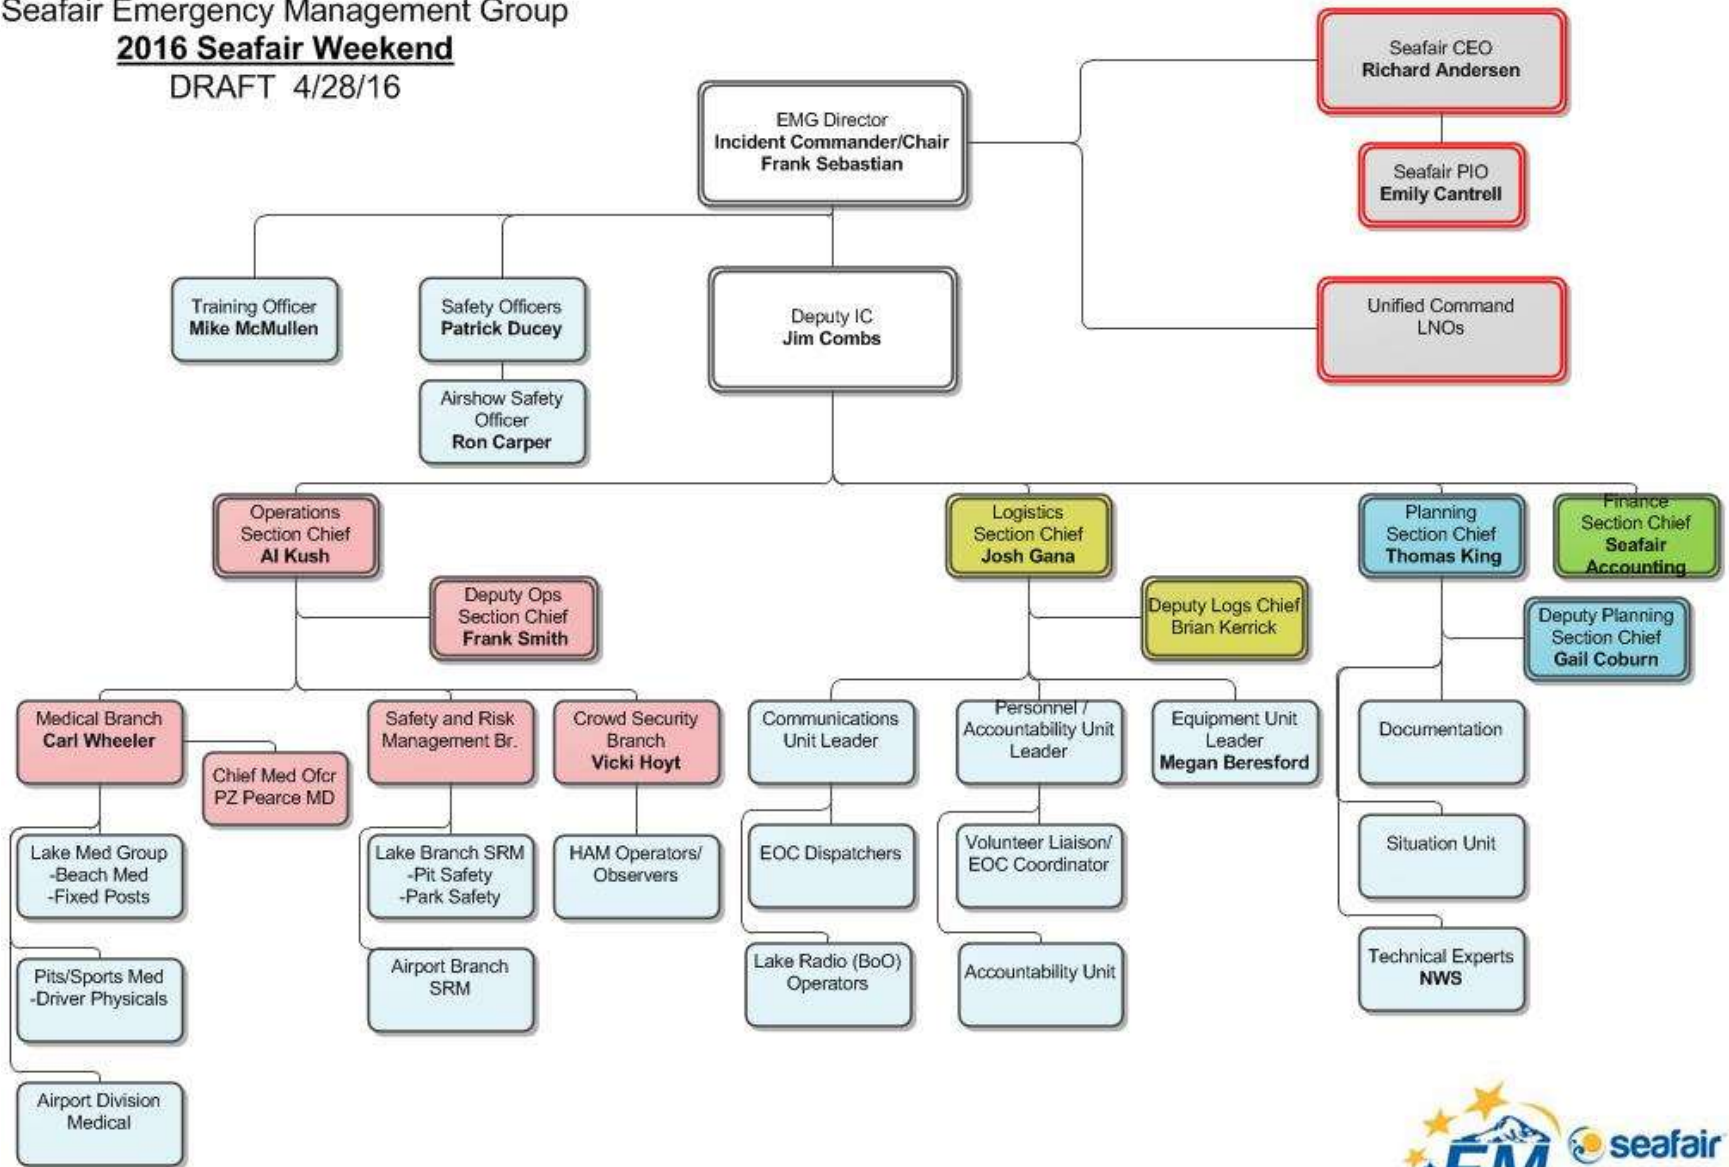 Seafair Emergency Management Group
2016 Seafair Weekend
DRAFT 4/28/16
Seafair CEO
Richard Andersen
EMG Director
Incident Commander/Chair
Frank Sebastian
Seafair PIO
Emily Cantrell
Training Officer
Mike McMullen
Safety Officers
Patrick Ducey
Deputy IC
Jim Combs
Unified Command
LNOs
Airshow Safety
Officer
Ron Carper
Operations
Section Chief
Al Kush
Logistics
Section Chief
Josh Gana
Planning
Section Chief
Thomas King
Finance
Section Chief
Seafair
Accounting
Deputy Ops
Section Chief
Frank Smith
Deputy Logs Chief
Brian Kerrick
Deputy Planning
Section Chief
Gail Coburn
Medical Branch
Carl Wheeler
Chief Med Ofcr
PZ Pearce MD
Safety and Risk
Management Br.
Crowd Security
Branch
Vicki Hoyt
Communications
Unit Leader
Personnel /
Accountability Unit
Leader
Equipment Unit
Leader
Megan Beresford
Documentation
Lake Med Group
-Beach Med
-Fixed Posts
Lake Branch SRM
-Pit Safety
-Park Safety
HAM Operators/
Observers
EOC Dispatchers
Volunteer Liaison/
EOC Coordinator
Situation Unit
Pits/Sports Med
-Driver Physicals
Airport Branch
SRM
Lake Radio (BoO)
Operators
Accountability Unit
Technical Experts
NWS
Airport Division
Medical
EM
seafair